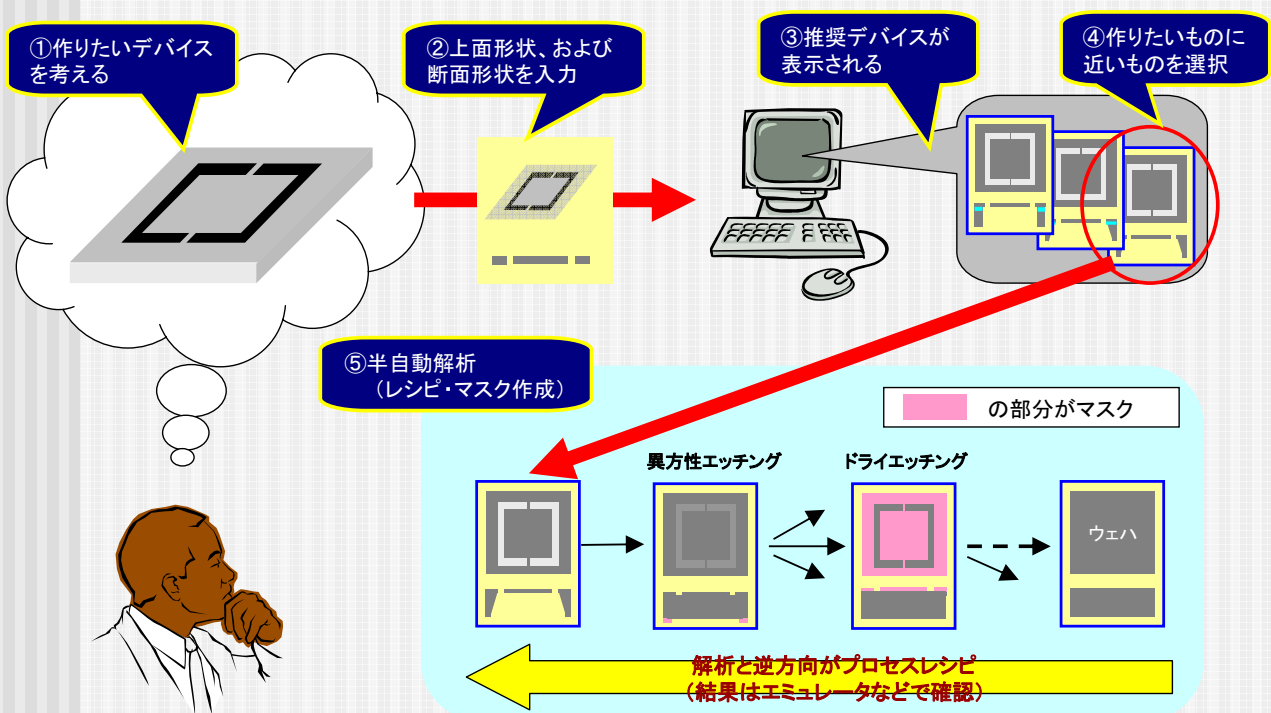 ①作りたいデバイス
を考える
②上面形状、および
断面形状を入力
③推奨デバイスが
表示される
④作りたいものに
近いものを選択
⑤半自動解析
（レシピ・マスク作成）
の部分がマスク
異方性エッチング
ドライエッチング
ウェハ
解析と逆方向がプロセスレシピ
（結果はエミュレータなどで確認）